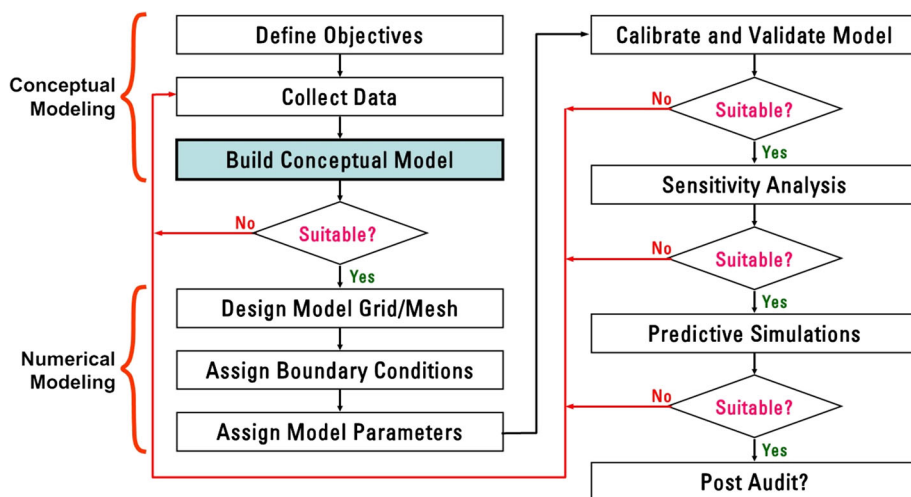 Conceptual
Modeling
Define Objectives
Collect Data
Build Conceptual Model
No
Suitable?
Yes
Numerical
Modeling
Design Model Grid/Mesh
Assign Boundary Conditions
Assign Model Parameters
Calibrate and Validate Model
No
Suitable?
Yes
Sensitivity Analysis
No
Suitable?
Yes
Predictive Simulations
No
Suitable?
Yes
Post Audit?